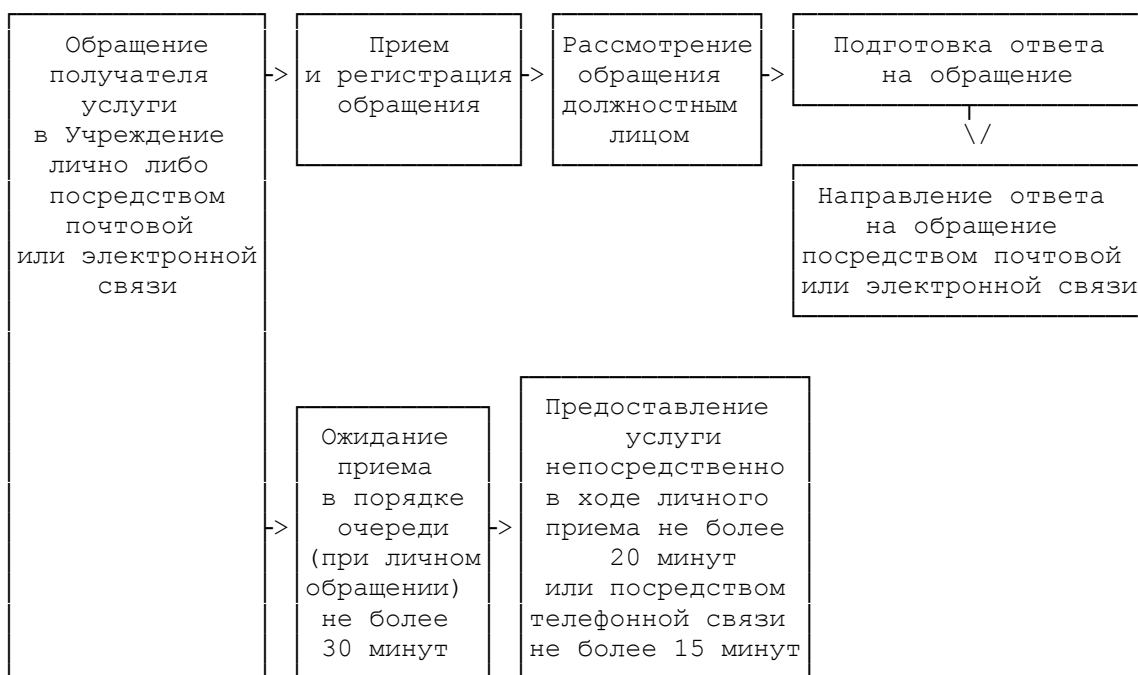 Обращение
получателя
услуги
в Учреждение
лично либо
посредством
почтовой
или электронной
связи
->
Прием
и регистрация
обращения
->
Рассмотрение
обращения
должностным
лицом
->
Подготовка ответа
на обращение
\/
Направление ответа
на обращение
посредством почтовой
или электронной связи
->
Ожидание
приема
в порядке
очереди
(при личном
обращении)
не более
30 минут
->
Предоставление
услуги
непосредственно
в ходе личного
приема не более
20 минут
или посредством
телефонной связи
не более 15 минут